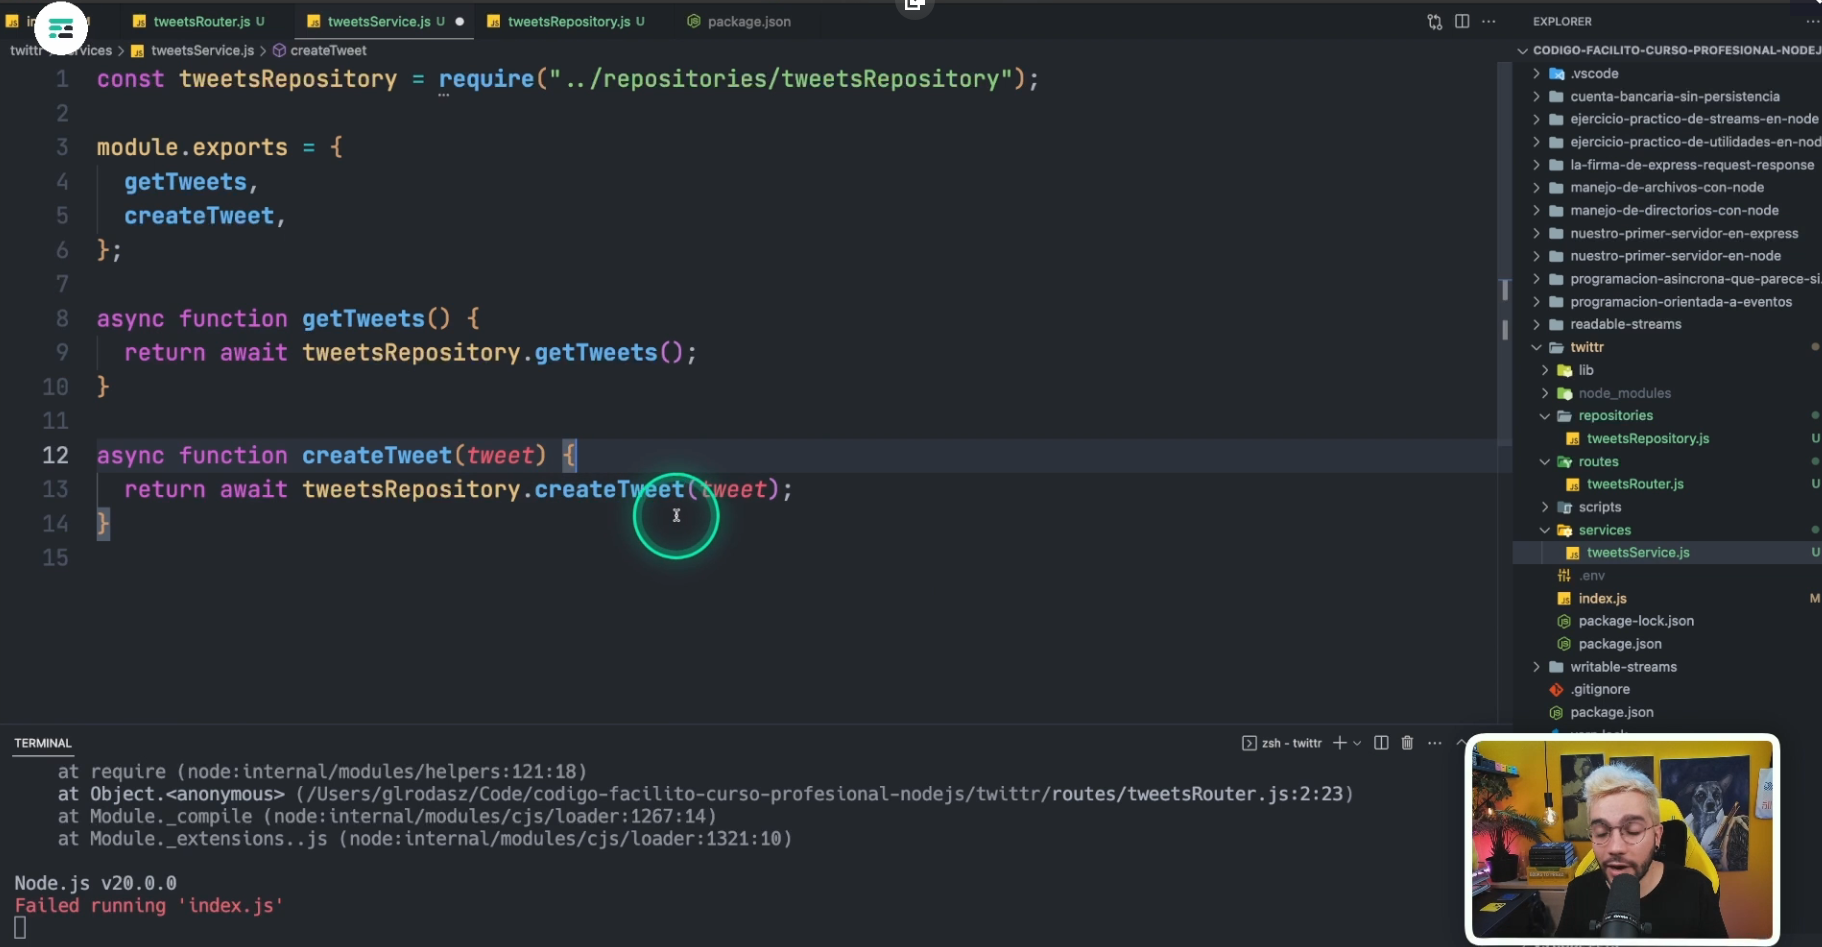 tweetsRouter.js U
tweetsService.js U
tweetsRepository.js U
package.json
twittr
tweetsService.js > createTweet
1 const tweetsRepository = require("../repositories/tweetsRepository");
2
3 module.exports = {
4 getTweets,
5 createTweet,
6 };
7
8 async function getTweets() {
9 return await tweetsRepository.getTweets();
10 }
11
12 async function createTweet(tweet) {
13 return await tweetsRepository.createTweet(tweet);
14 }
15
EXPLORER
CODIGO-FACILITO-CURSO-PROFESIONAL-NODEJ
.vscode
cuenta-bancaria-sin-persistencia
ejercicio-practico-de-streams-en-node
ejercicio-practico-de-utilidades-en-nod
la-firma-de-express-request-response
manejo-de-archivos-con-node
manejo-de-directorios-con-node
nuestro-primer-servidor-en-express
nuestro-primer-servidor-en-node
programacion-asincrona-que-parece-si...
programacion-orientada-a-eventos
readable-streams
twittr
lib
node_modules
repositories
tweetsRepository.js U
routes
tweetsRouter.js U
scripts
services
tweetsService.js U
.env
index.js M
package-lock.json
package.json
writable-streams
.gitignore
package.json
TERMINAL
zsh - twittr
at require (node:internal/modules/helpers:121:18)
at Object.<anonymous> (/Users/glrodasz/Code/codigo-facilito-curso-profesional-nodejs/twittr/routes/tweetsRouter.js:2:23)
at Module._compile (node:internal/modules/cjs/loader:1267:14)
at Module._extensions..js (node:internal/modules/cjs/loader:1321:10)
Node.js v20.0.0
Failed running 'index.js'